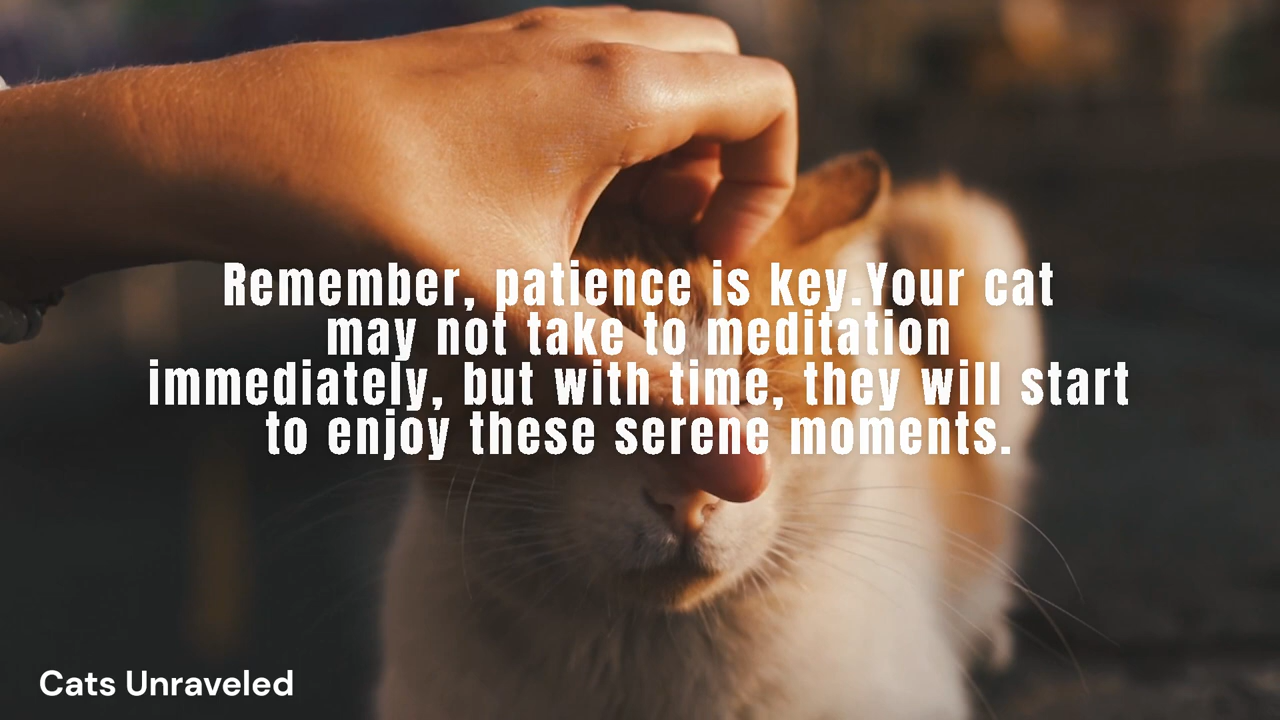 Remember, patience is key.Your cat
may not take to meditation
immediately, but with time, they will start
to enjoy these serene moments.
Cats Unraveled